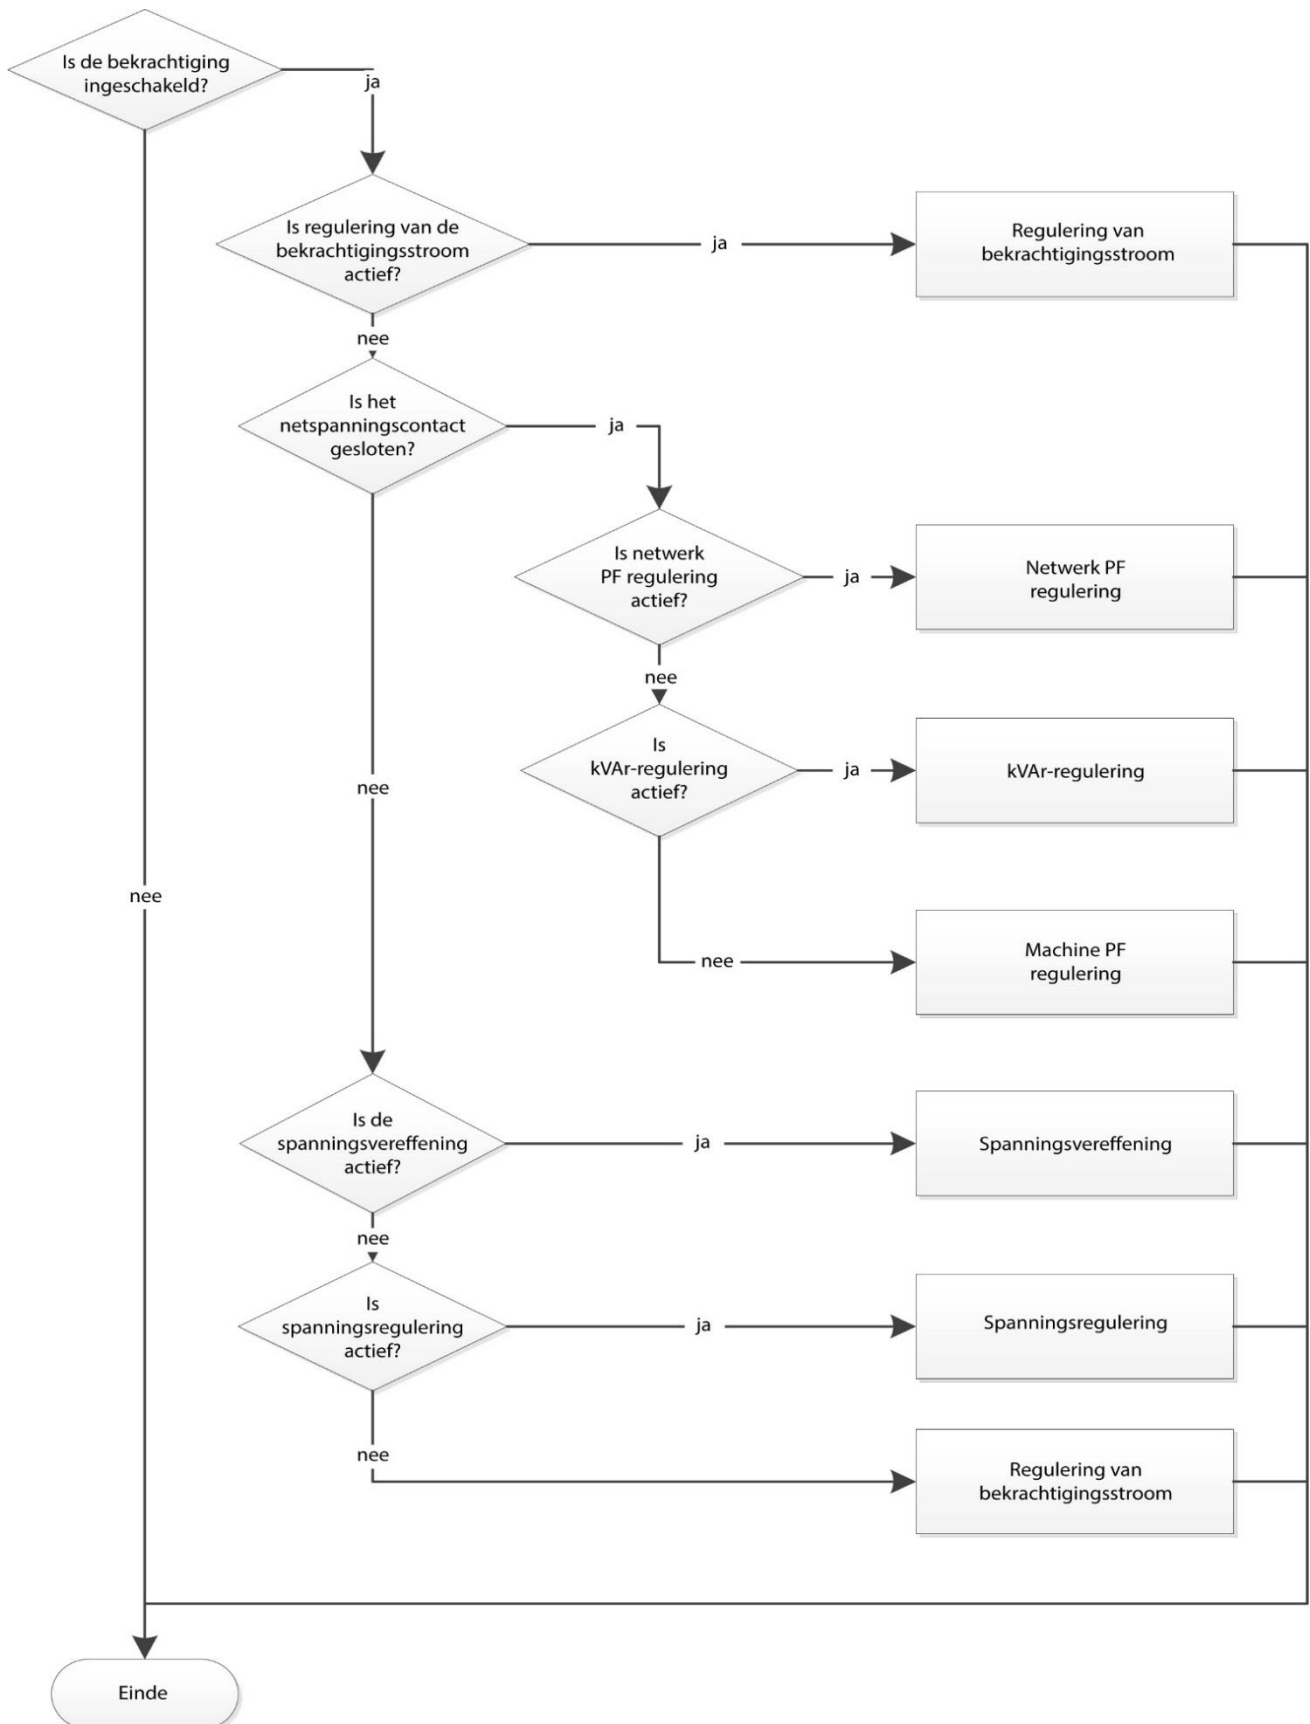 Is de bekrachtiging
ingeschakeld?
ja
Is regulering van de
bekrachtigingsstroom
actief?
ja
Regulering van
bekrachtigingsstroom
nee
Is het
netspanningscontact
gesloten?
ja
Is netwerk
PF regulering
actief?
ja
Netwerk PF
regulering
nee
Is
kVAr-regulering
actief?
ja
kVAr-regulering
nee
nee
nee
Machine PF
regulering
Is de
spanningsvereffening
actief?
ja
Spanningsvereffening
nee
Is
spanningsregulering
actief?
ja
Spanningsregulering
nee
Regulering van
bekrachtigingsstroom
Einde